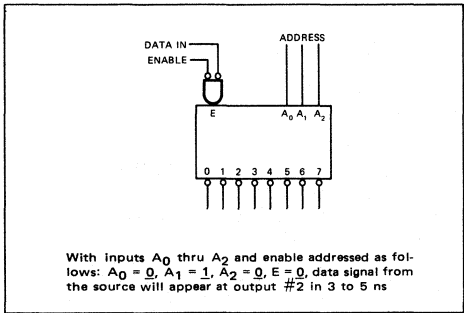 DATA IN
ENABLE
ADDRESS
E
A0 A1 A2
0 1 2 3 4 5 6 7
With inputs A0 thru A2 and enable addressed as fol-
lows: A0 = 0, A1 = 1, A2 = 0, E = 0, data signal from
the source will appear at output #2 in 3 to 5 ns